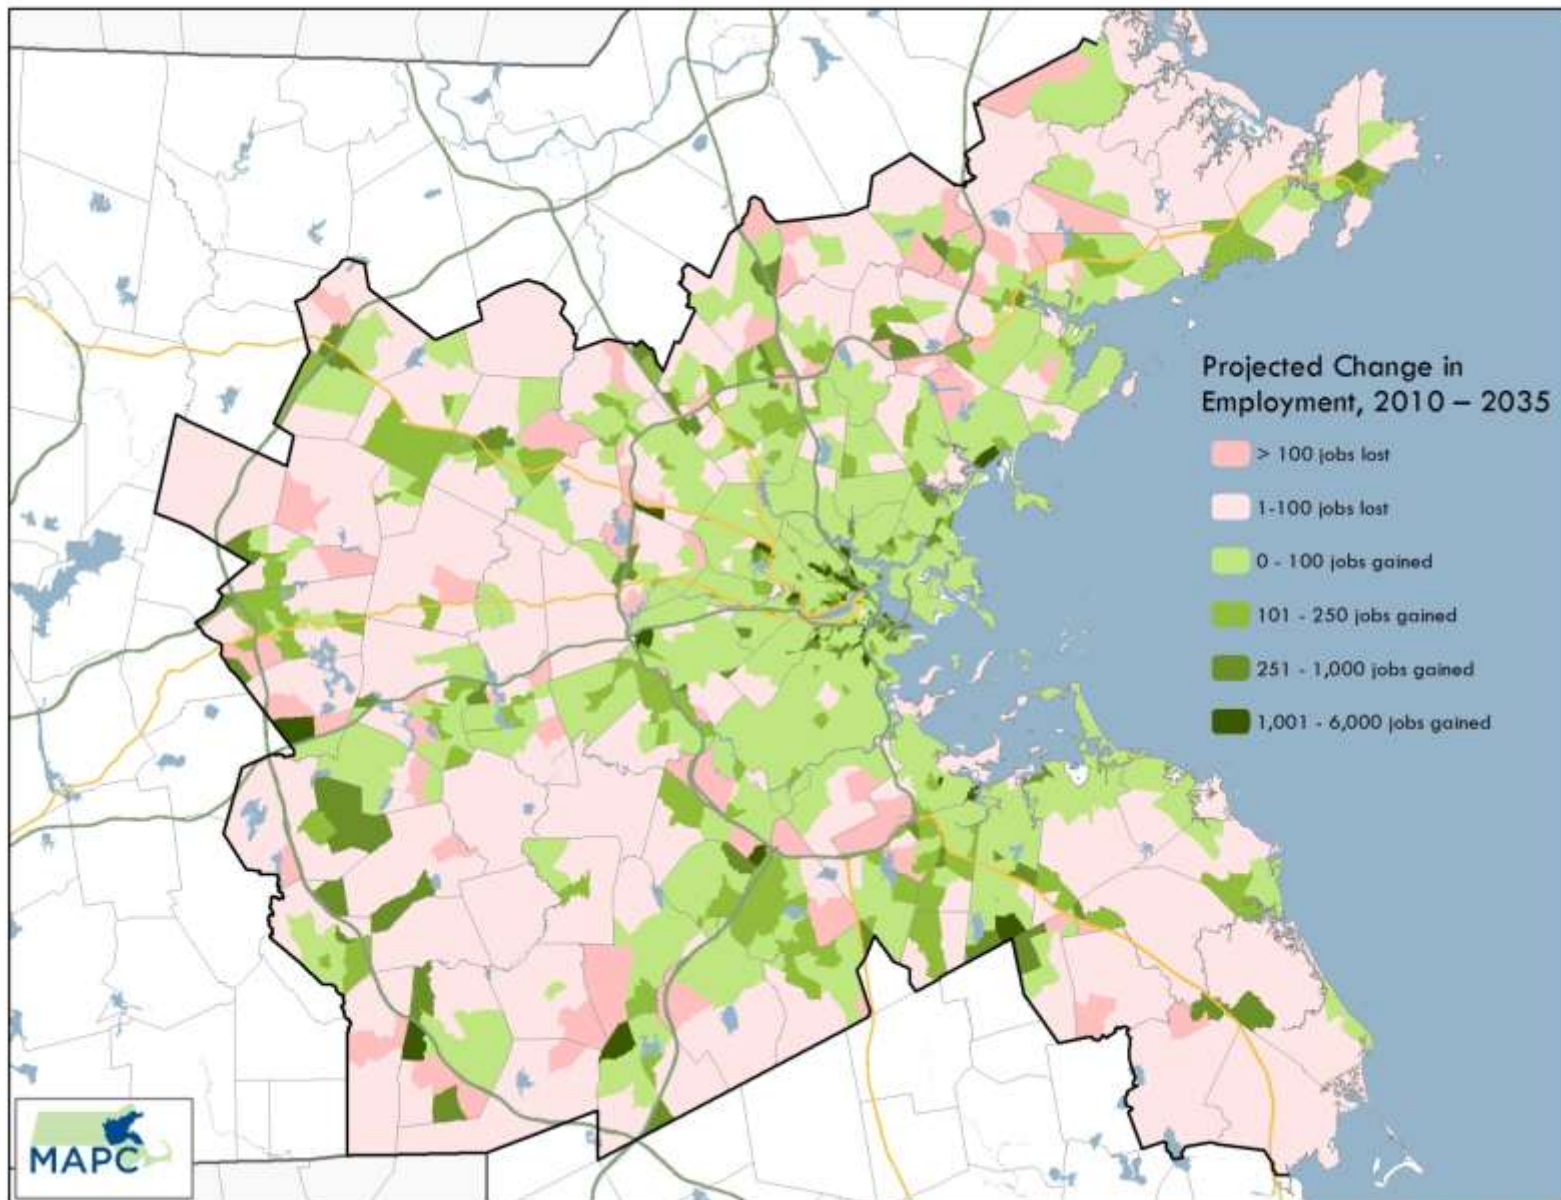 Projected Change in
Employment, 2010 – 2035
> 100 jobs lost
1-100 jobs lost
0 - 100 jobs gained
101 - 250 jobs gained
251 - 1,000 jobs gained
1,001 - 6,000 jobs gained
MAPC